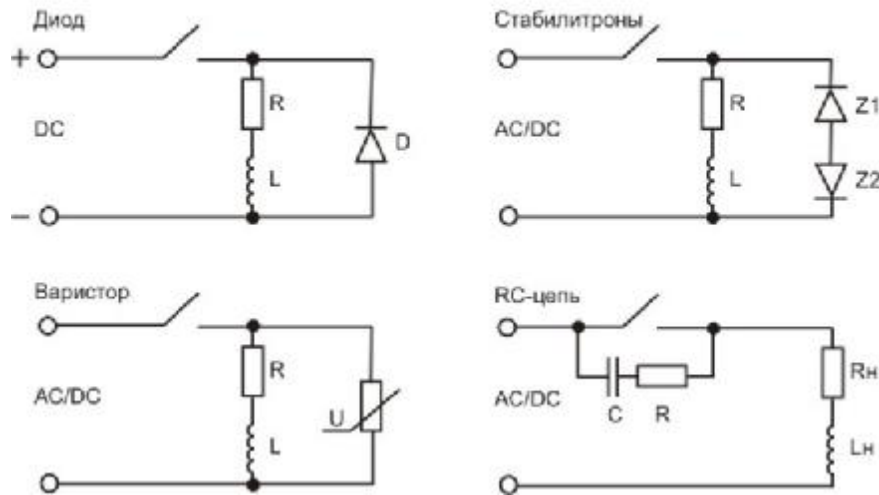 Диод
+
DC
−
R
L
D
Стабилитроны
AC/DC
R
L
Z1
Z2
Варистор
AC/DC
R
L
U
RC-цепь
AC/DC
C
R
Rн
Lн